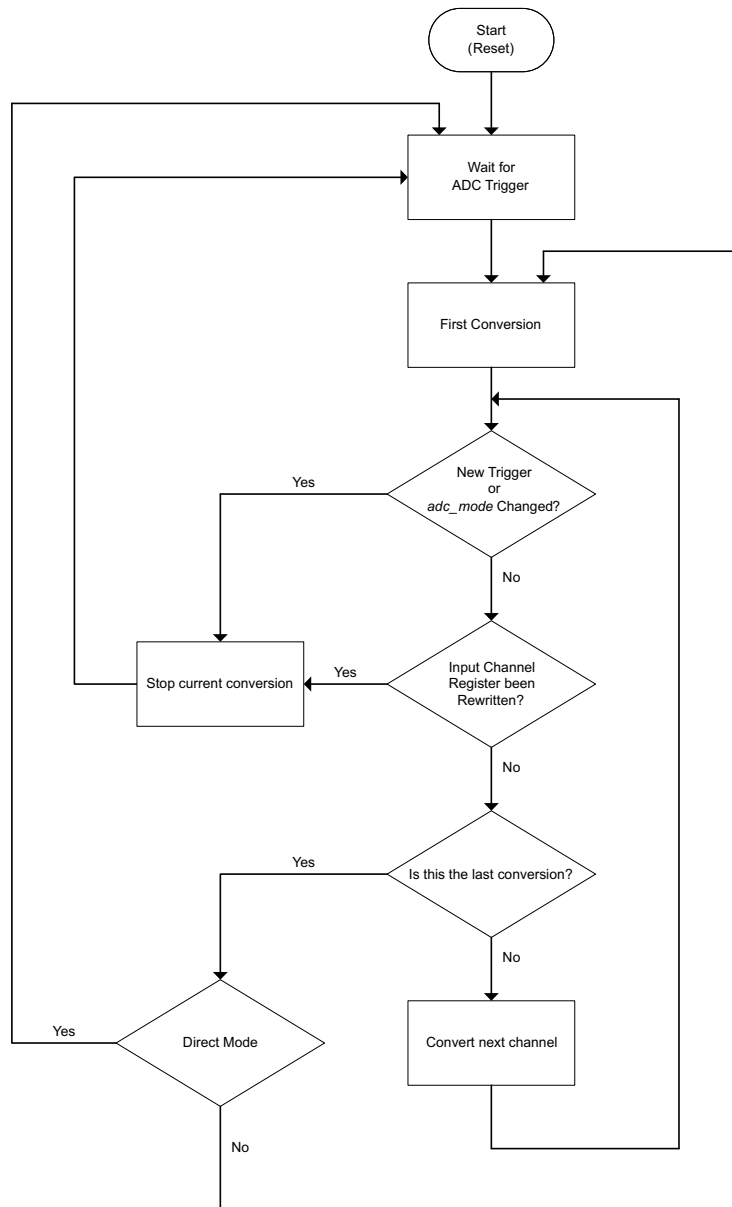 Start
(Reset)
Wait for
ADC Trigger
First Conversion
New Trigger
or
adc_mode Changed?
Yes
No
Stop current conversion
Yes
Input Channel
Register been
Rewritten?
No
Yes
Is this the last conversion?
No
Yes
Direct Mode
Convert next channel
No